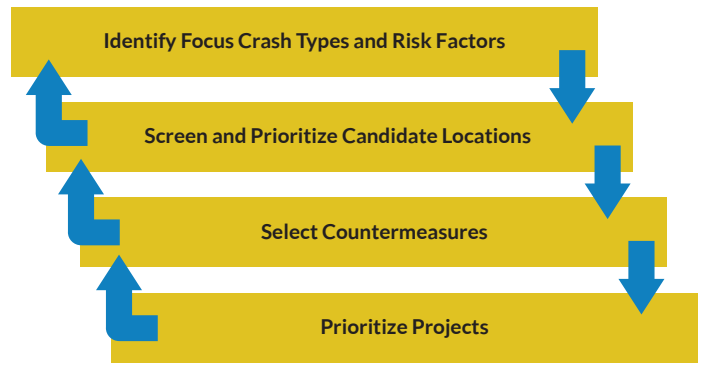 Identify Focus Crash Types and Risk Factors
Screen and Prioritize Candidate Locations
Select Countermeasures
Prioritize Projects